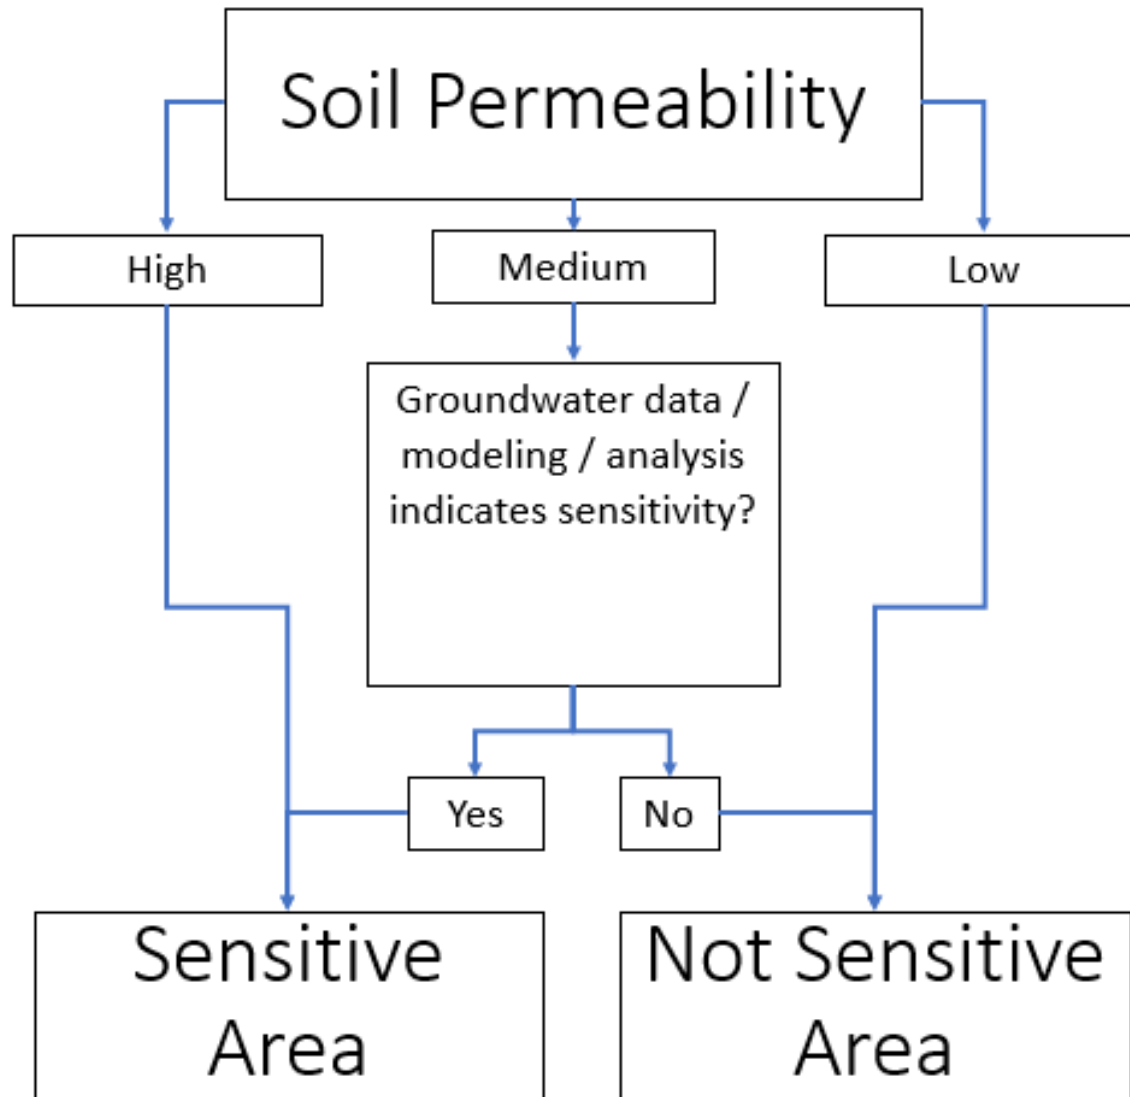 Soil Permeability
High
Medium
Low
Groundwater data /
modeling / analysis
indicates sensitivity?
Yes
No
Sensitive
Area
Not Sensitive
Area